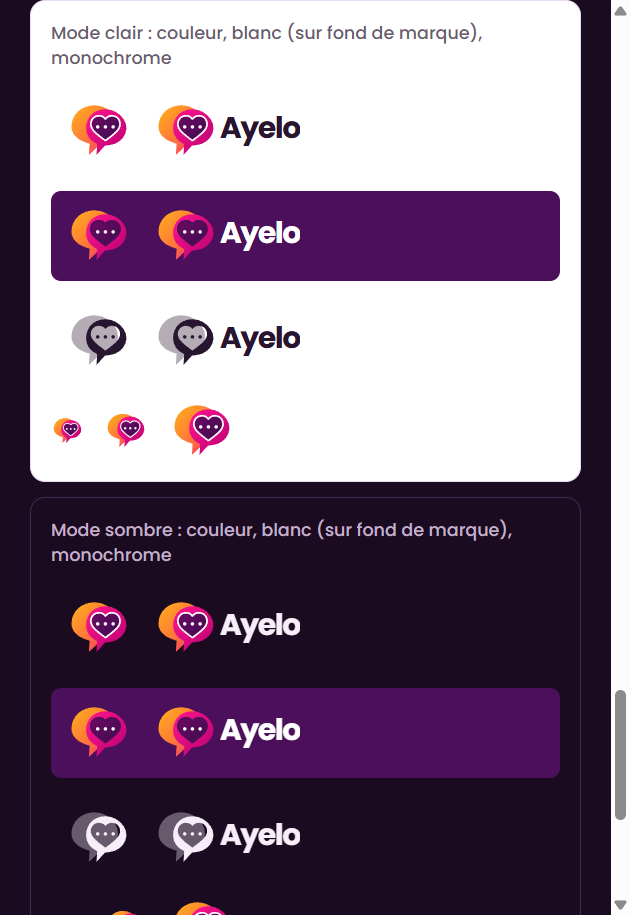 Mode clair : couleur, blanc (sur fond de marque),
monochrome
Ayelo
Ayelo
Ayelo
Mode sombre : couleur, blanc (sur fond de marque),
monochrome
Ayelo
Ayelo
Ayelo